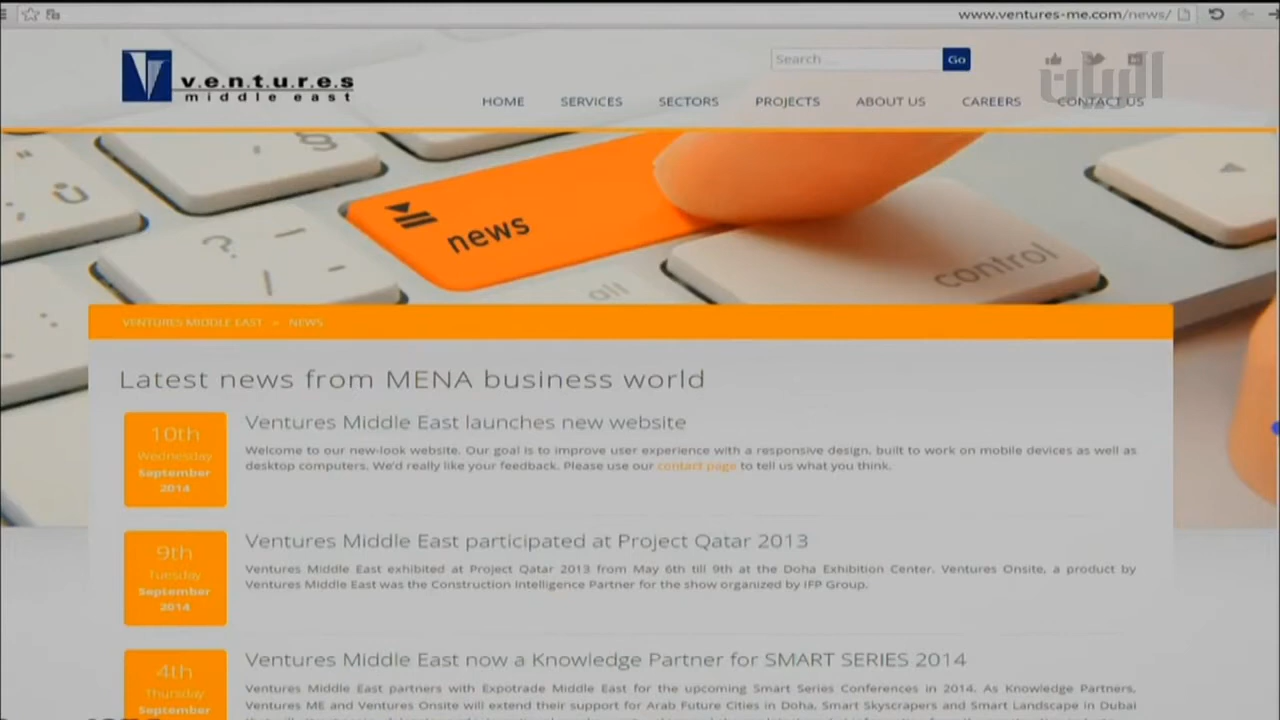 www.ventures-me.com/news/
v.e.n.t.u.r.e.s
middle east
Search ...
Go
البيان
HOME SERVICES SECTORS PROJECTS ABOUT US CAREERS CONTACT US
news
control
alt
VENTURES MIDDLE EAST » NEWS
Latest news from MENA business world
10th
Wednesday
September
2014
Ventures Middle East launches new website
Welcome to our new-look website. Our goal is to improve user experience with a responsive design, built to work on mobile devices as well as
desktop computers. We'd really like your feedback. Please use our contact page to tell us what you think.
9th
Tuesday
September
2014
Ventures Middle East participated at Project Qatar 2013
Ventures Middle East exhibited at Project Qatar 2013 from May 6th till 9th at the Doha Exhibition Center. Ventures Onsite, a product by
Ventures Middle East was the Construction Intelligence Partner for the show organized by IFP Group.
4th
Thursday
September
Ventures Middle East now a Knowledge Partner for SMART SERIES 2014
Ventures Middle East partners with Expotrade Middle East for the upcoming Smart Series Conferences in 2014. As Knowledge Partners,
Ventures ME and Ventures Onsite will extend their support for Arab Future Cities in Doha, Smart Skyscrapers and Smart Landscape in Dubai